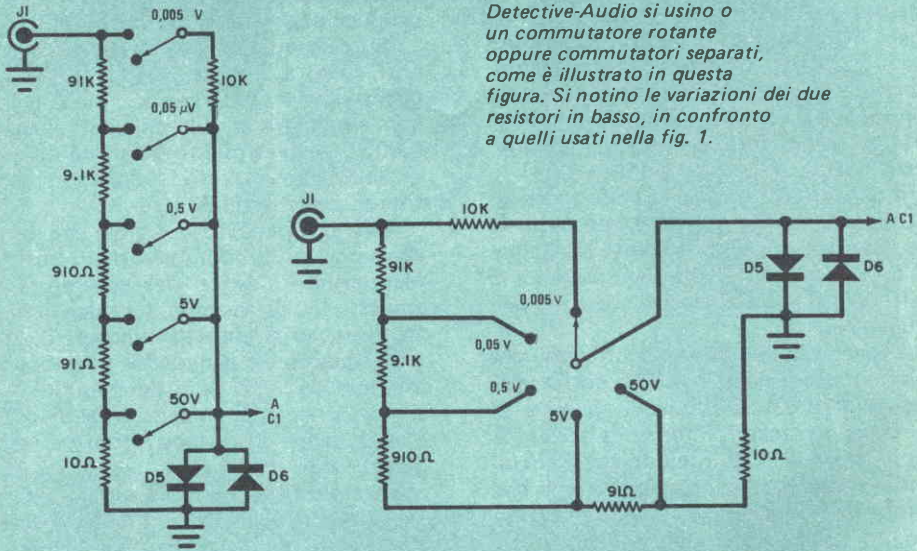 Detective-Audio si usino o
un commutatore rotante
oppure commutatori separati,
come è illustrato in questa
figura. Si notino le variazioni dei due
resistori in basso, in confronto
a quelli usati nella fig. 1.
J1
0,005 V
91K
10K
0,05 μV
9.1K
0,5 V
910Ω
5V
91Ω
50V
A
C1
10Ω
D5
D6
J1
10K
A C1
91K
D5
D6
0,005 V
0,05 V
9.1K
0,5 V
50V
5V
910Ω
10Ω
91Ω